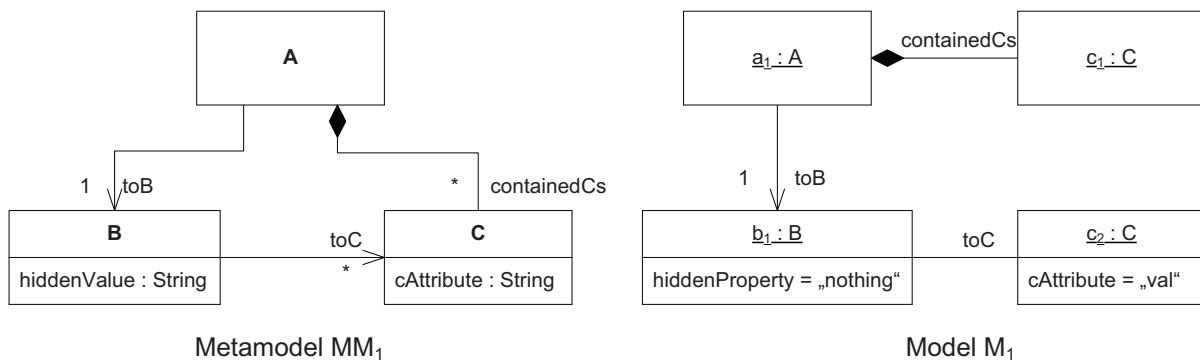 A
1 toB
* containedCs
B
hiddenValue : String
toC
*
C
cAttribute : String
Metamodel MM₁
a₁ : A
containedCs
c₁ : C
1 toB
b₁ : B
hiddenProperty = „nothing“
toC
c₂ : C
cAttribute = „val“
Model M₁